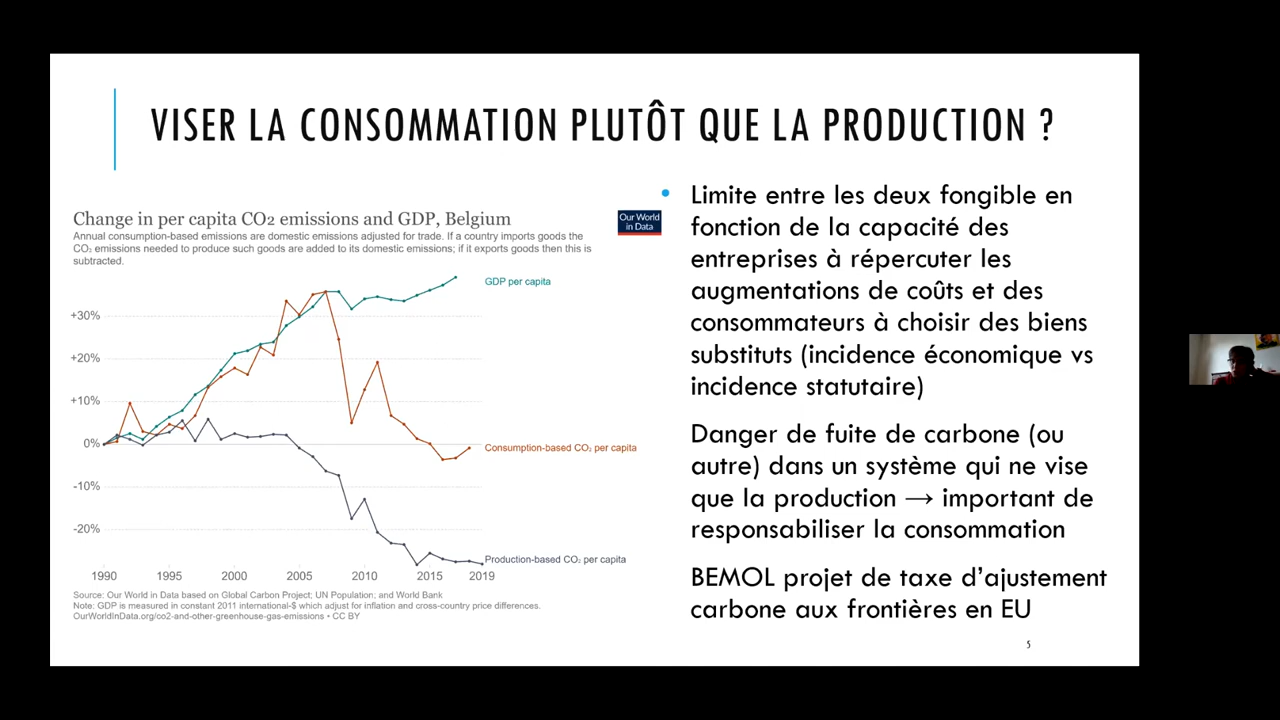 VISER LA CONSOMMATION PLUTÔT QUE LA PRODUCTION ?
Change in per capita CO2 emissions and GDP, Belgium
Annual consumption-based emissions are domestic emissions adjusted for trade. If a country imports goods the
CO₂ emissions needed to produce such goods are added to its domestic emissions; if it exports goods then this is
subtracted.
Our World
in Data
GDP per capita
+30%
+20%
+10%
0%
Consumption-based CO₂ per capita
-10%
-20%
Production-based CO₂ per capita
1990 1995 2000 2005 2010 2015 2019
Source: Our World in Data based on Global Carbon Project; UN Population; and World Bank
Note: GDP is measured in constant 2011 international-$ which adjust for inflation and cross-country price differences.
OurWorldInData.org/co2-and-other-greenhouse-gas-emissions • CC BY
• Limite entre les deux fongible en
fonction de la capacité des
entreprises à répercuter les
augmentations de coûts et des
consommateurs à choisir des biens
substituts (incidence économique vs
incidence statutaire)
Danger de fuite de carbone (ou
autre) dans un système qui ne vise
que la production → important de
responsabiliser la consommation
BEMOL projet de taxe d’ajustement
carbone aux frontières en EU
5